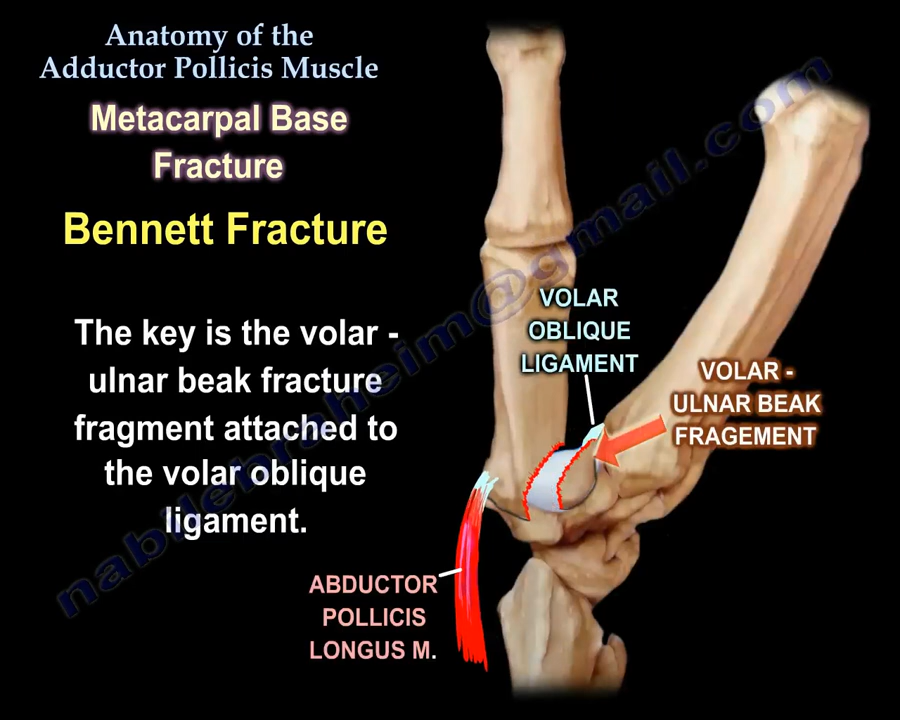 Anatomy of the
Adductor Pollicis Muscle
Metacarpal Base
Fracture
Bennett Fracture
The key is the volar -
ulnar beak fracture
fragment attached to
the volar oblique
ligament.
VOLAR
OBLIQUE
LIGAMENT
VOLAR -
ULNAR BEAK
FRAGEMENT
ABDUCTOR
POLLICIS
LONGUS M.
nabilebraheim@gmail.com